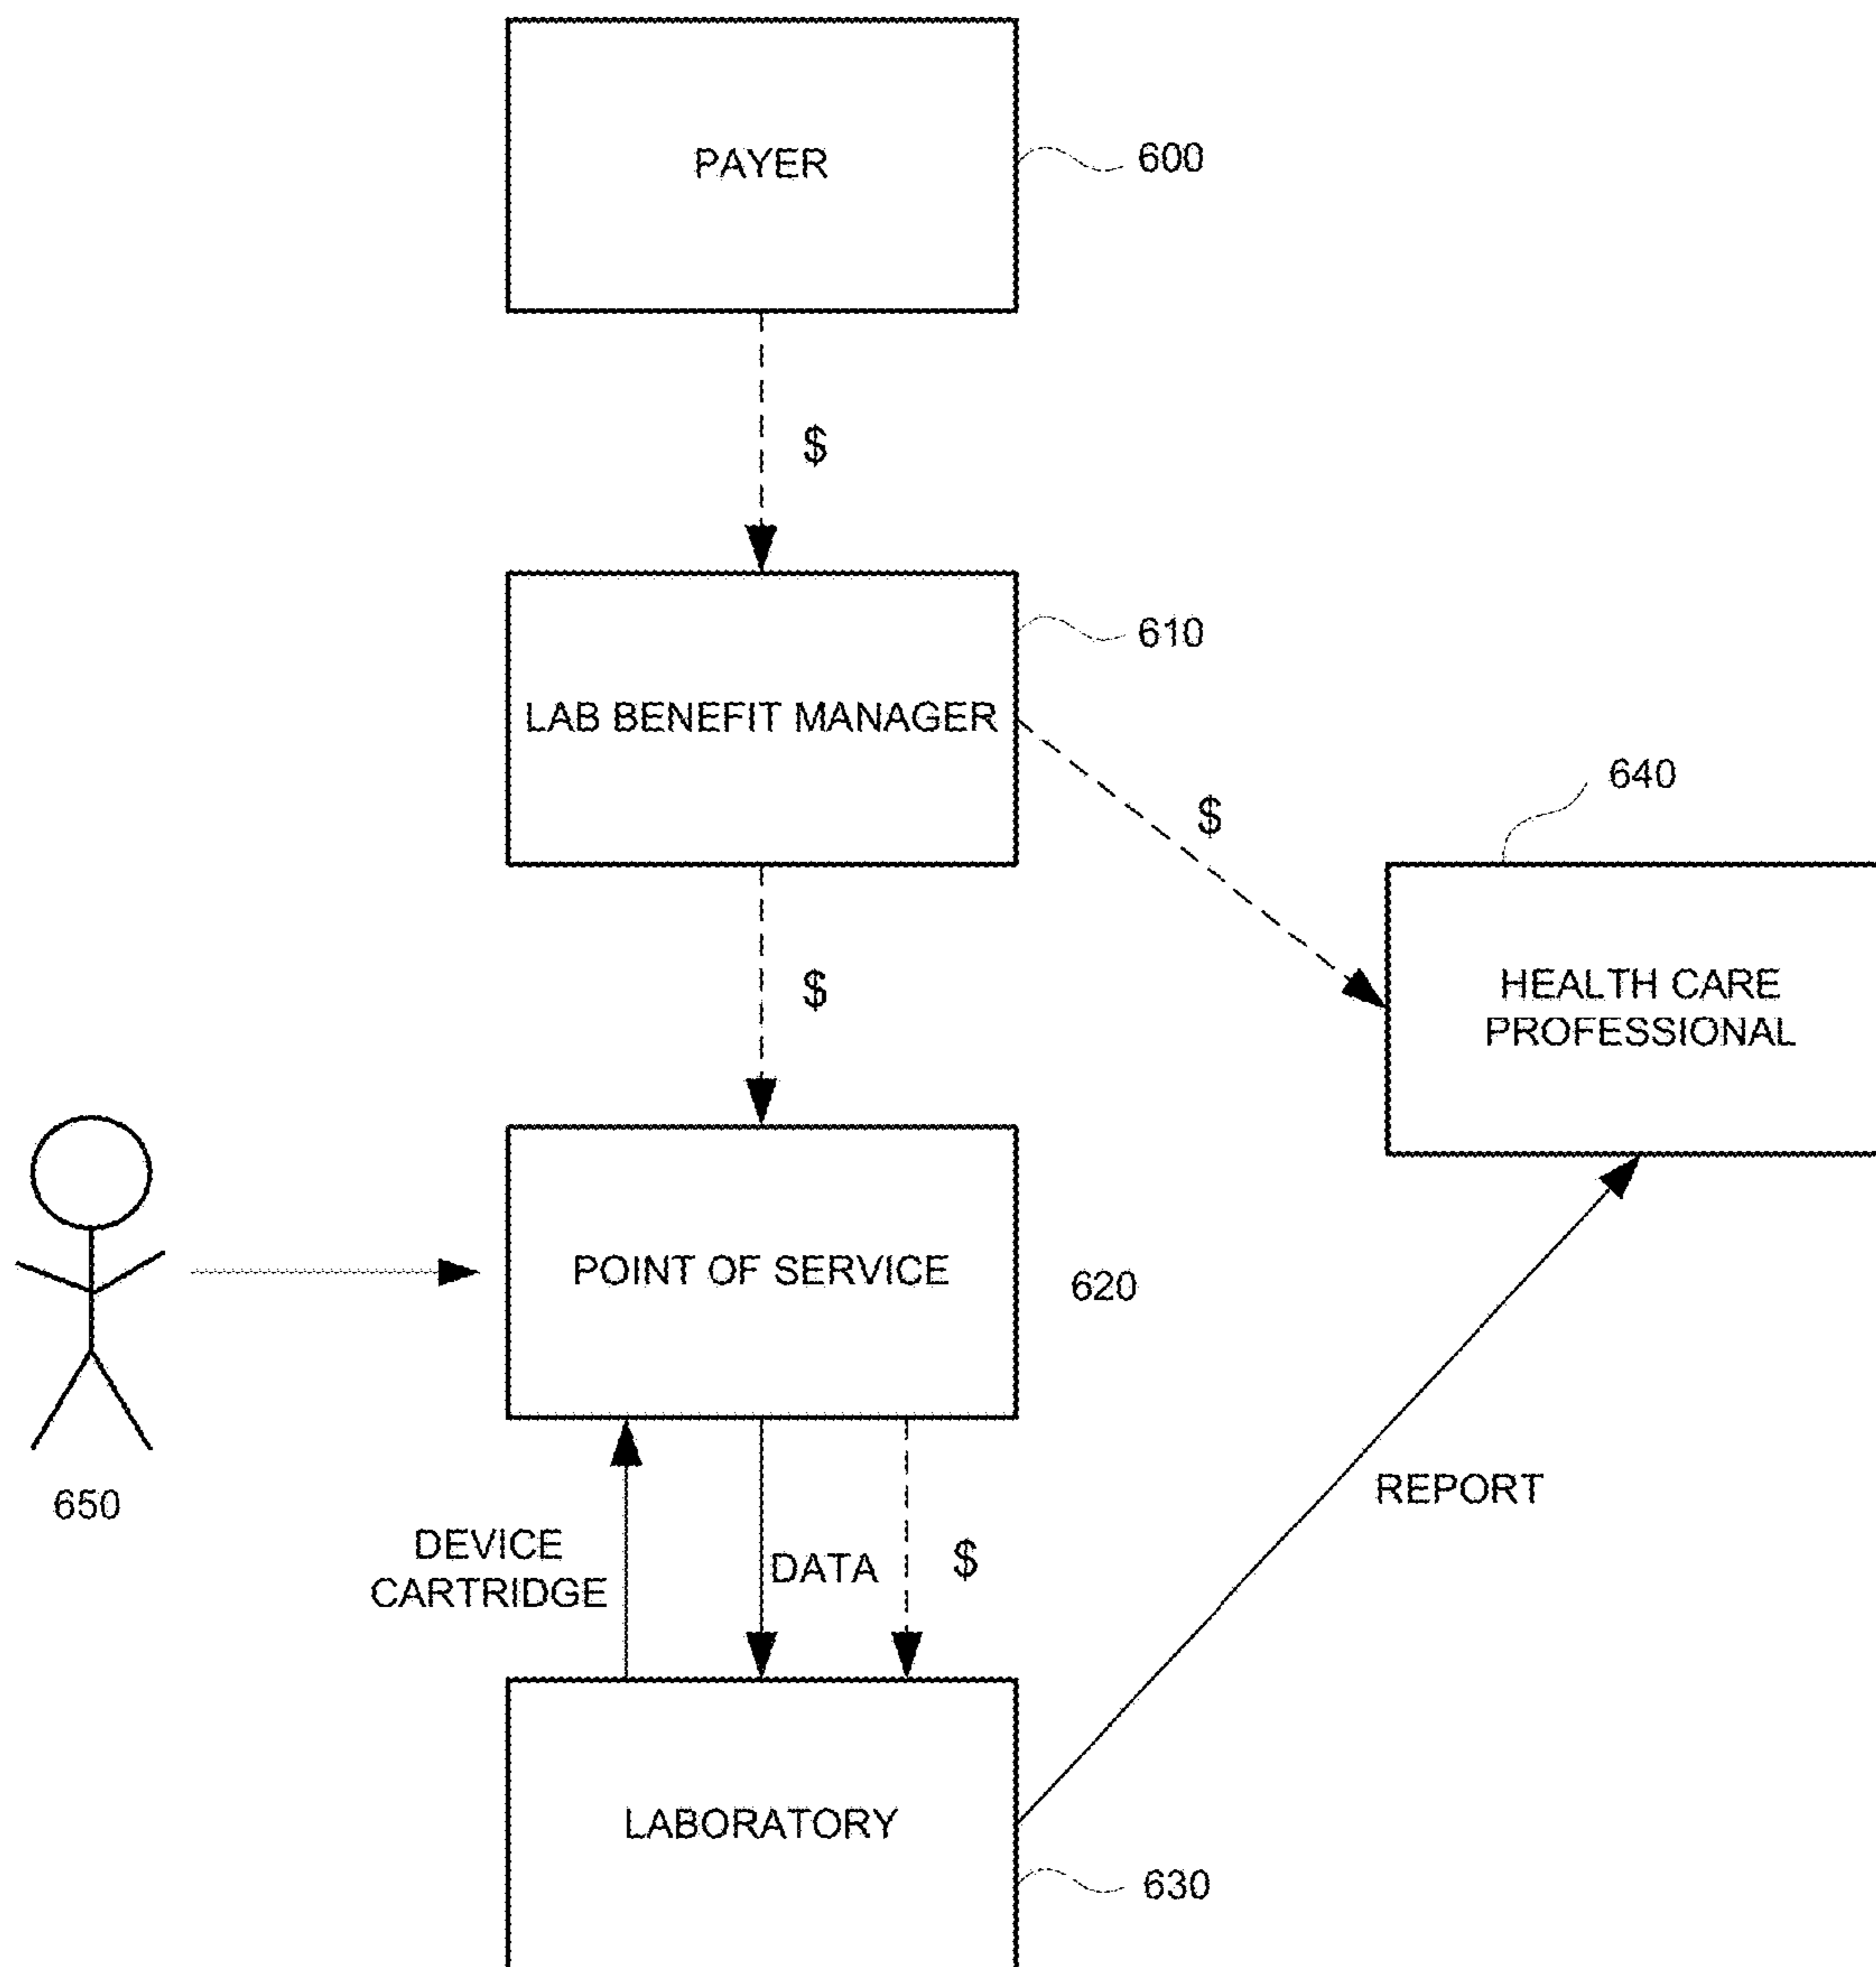 PAYER
600
$
610
LAB BENEFIT MANAGER
640
$
HEALTH CARE
PROFESSIONAL
$
POINT OF SERVICE
620
650
REPORT
DEVICE
CARTRIDGE
DATA
$
LABORATORY
630